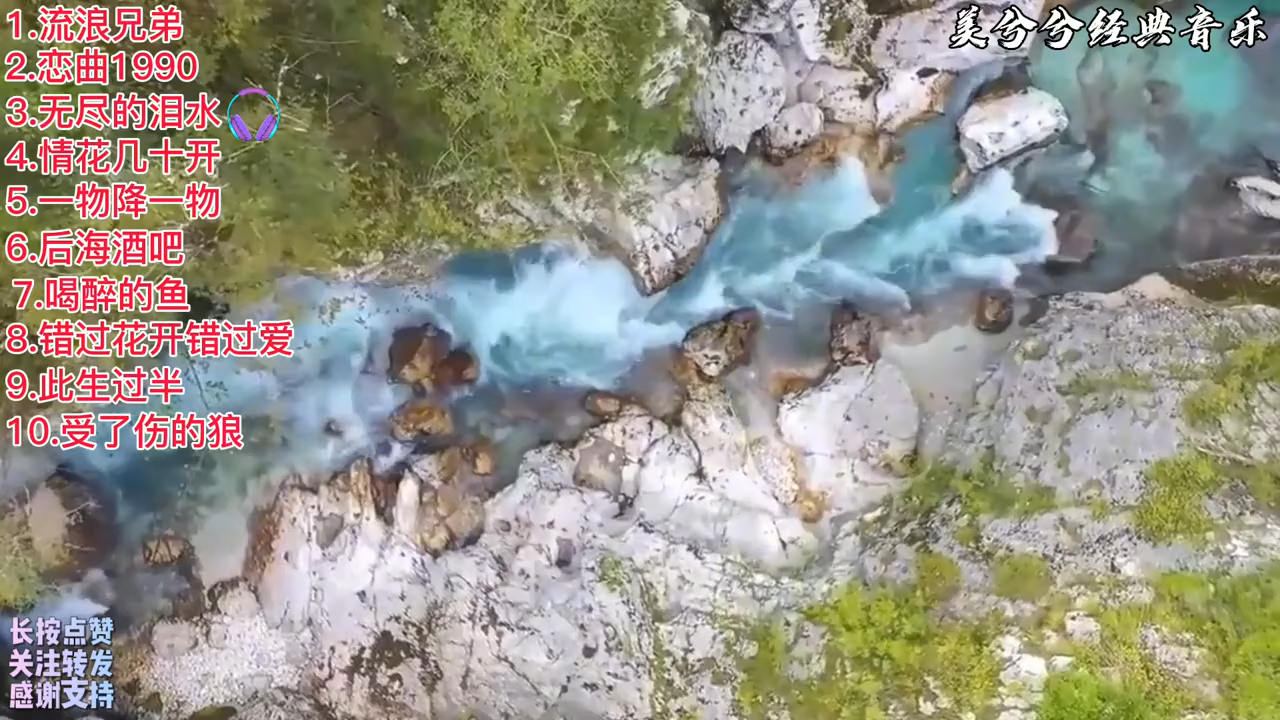 1.流浪兄弟
2.恋曲1990
3.无尽的泪水
4.情花几十开
5.一物降一物
6.后海酒吧
7.喝醉的鱼
8.错过花开错过爱
9.此生过半
10.受了伤的狼
美兮兮经典音乐
长按点赞
关注转发
感谢支持